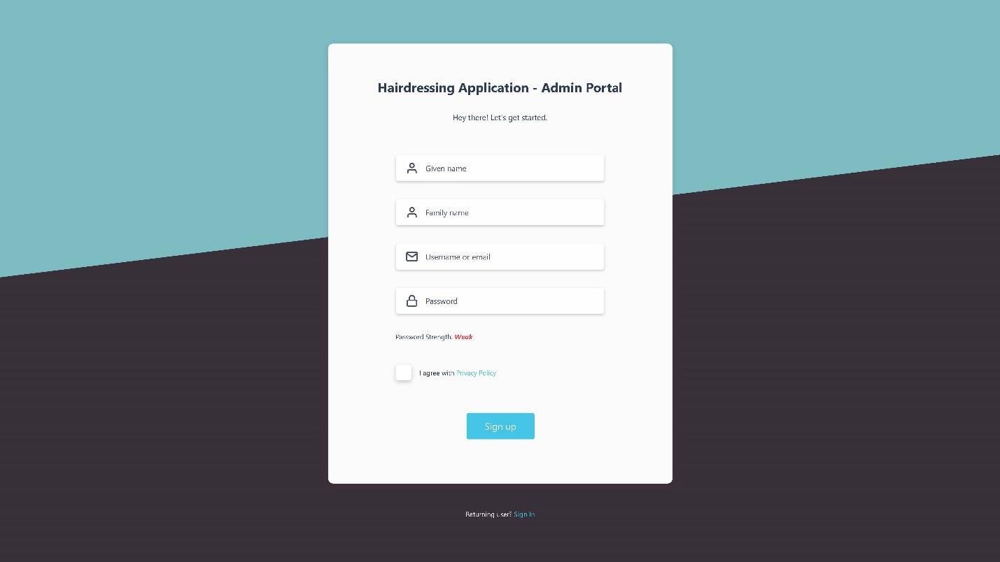 Hairdressing Application - Admin Portal
Hey there! Let's get started.
Given name
Family name
Username or email
Password
Password Strength: Weak
I agree with Privacy Policy
Sign up
Returning user? Sign In